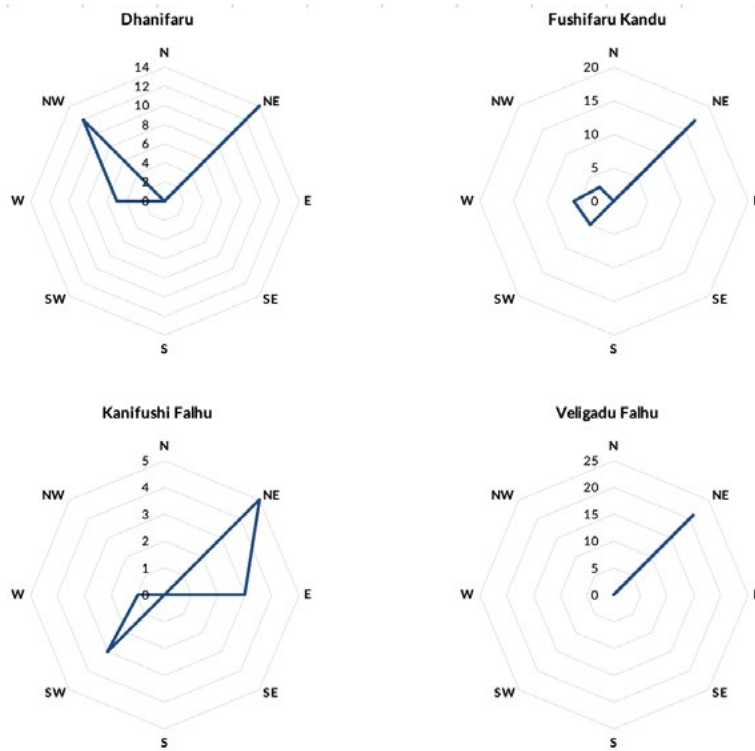 Dhanifaru
N
14
12
NW
10
NE
8
6
4
2
W
0
E
SW
SE
S
Fushifaru Kandu
N
20
NW
15
NE
10
5
W
0
SW
SE
S
Kanifushi Falhu
N
5
NW
4
NE
3
2
1
W
0
E
SW
SE
S
Veligadu Falhu
N
25
NW
20
NE
15
10
5
W
0
SW
SE
S